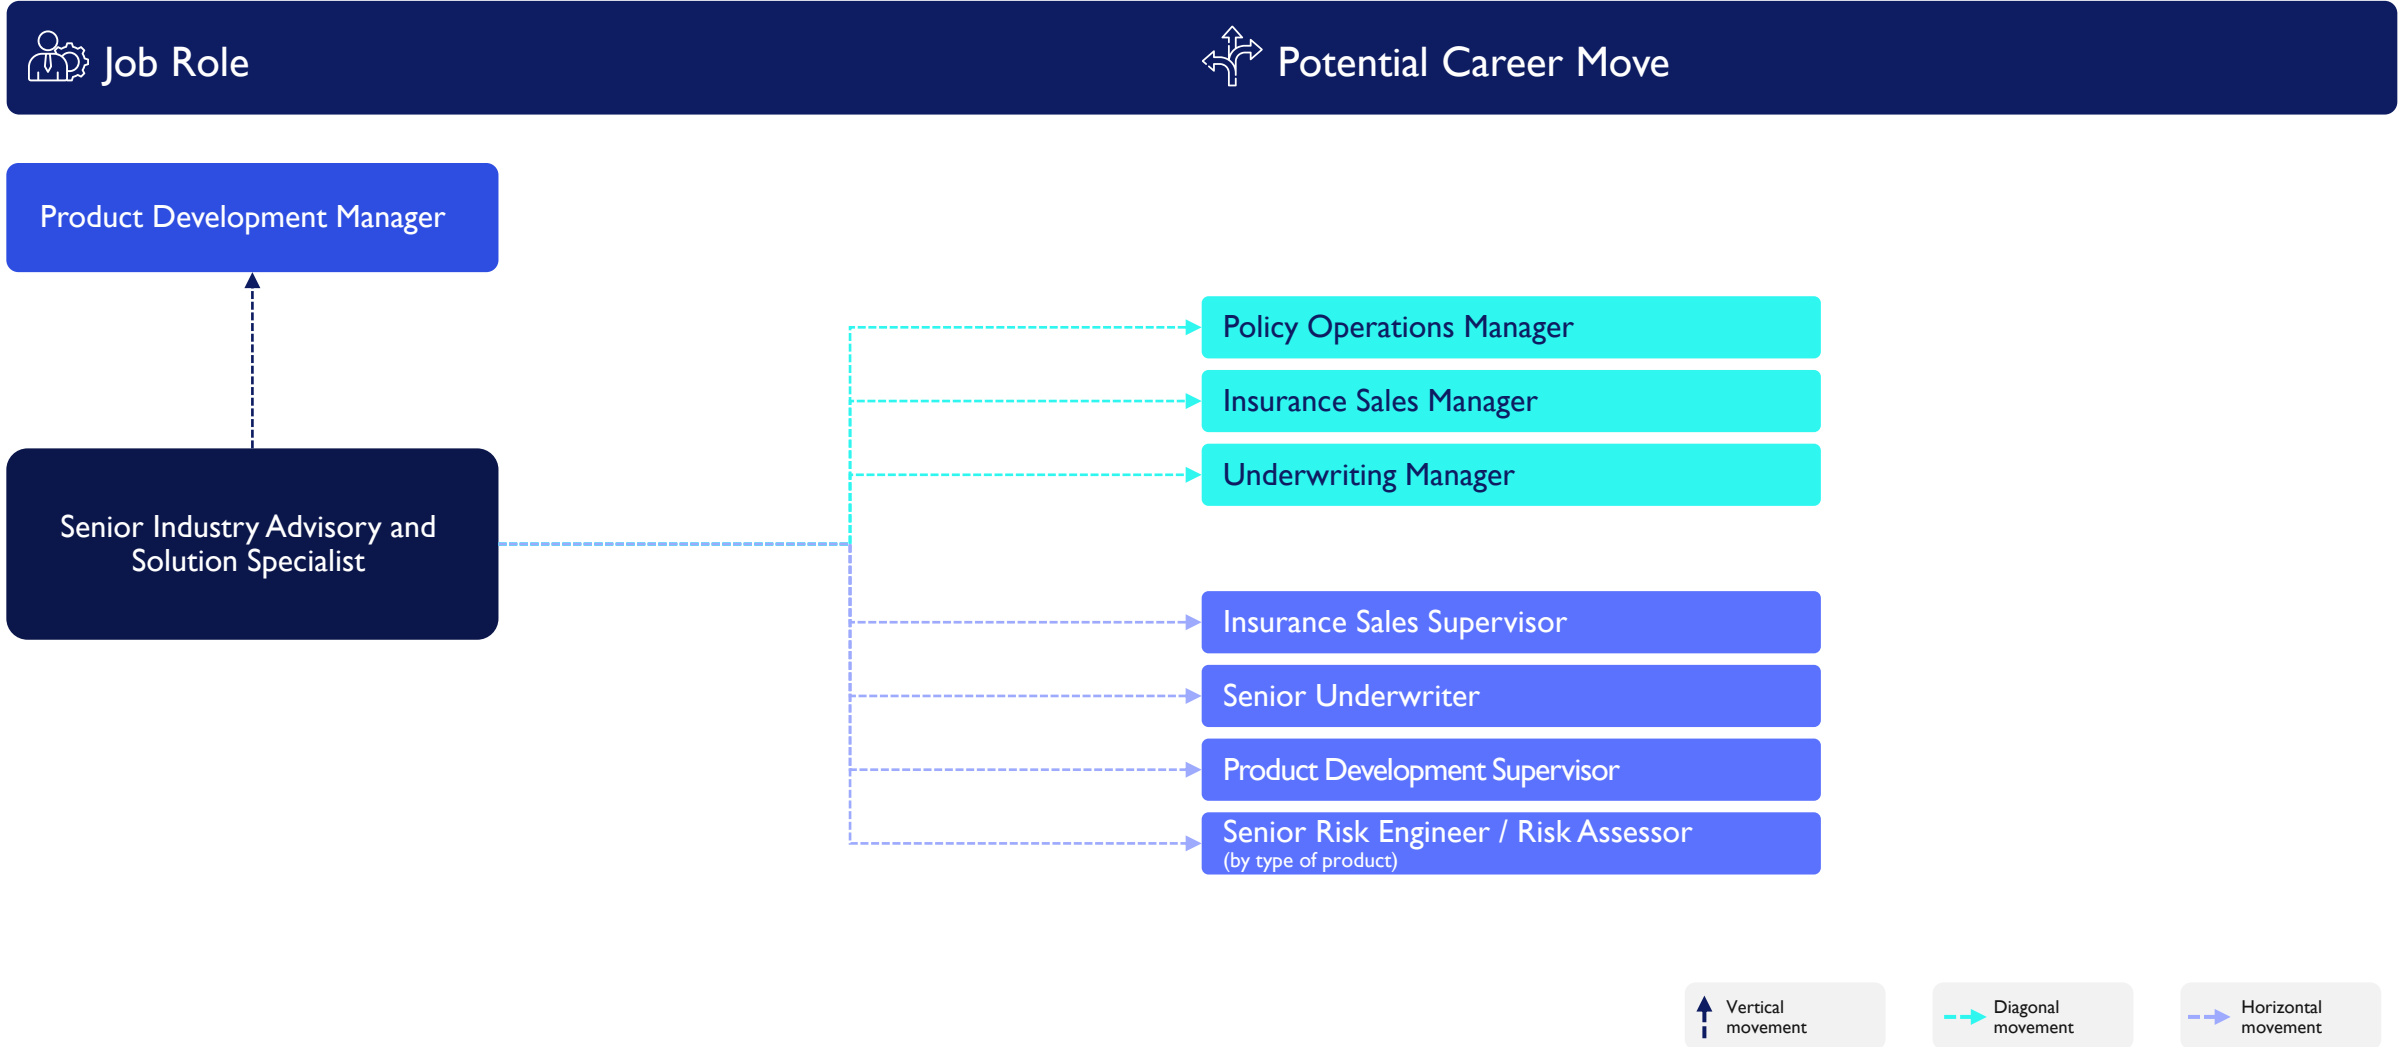 Job Role
Potential Career Move
Product Development Manager
Senior Industry Advisory and
Solution Specialist
Policy Operations Manager
Insurance Sales Manager
Underwriting Manager
Insurance Sales Supervisor
Senior Underwriter
Product Development Supervisor
Senior Risk Engineer / Risk Assessor
(by type of product)
Vertical
movement
Diagonal
movement
Horizontal
movement